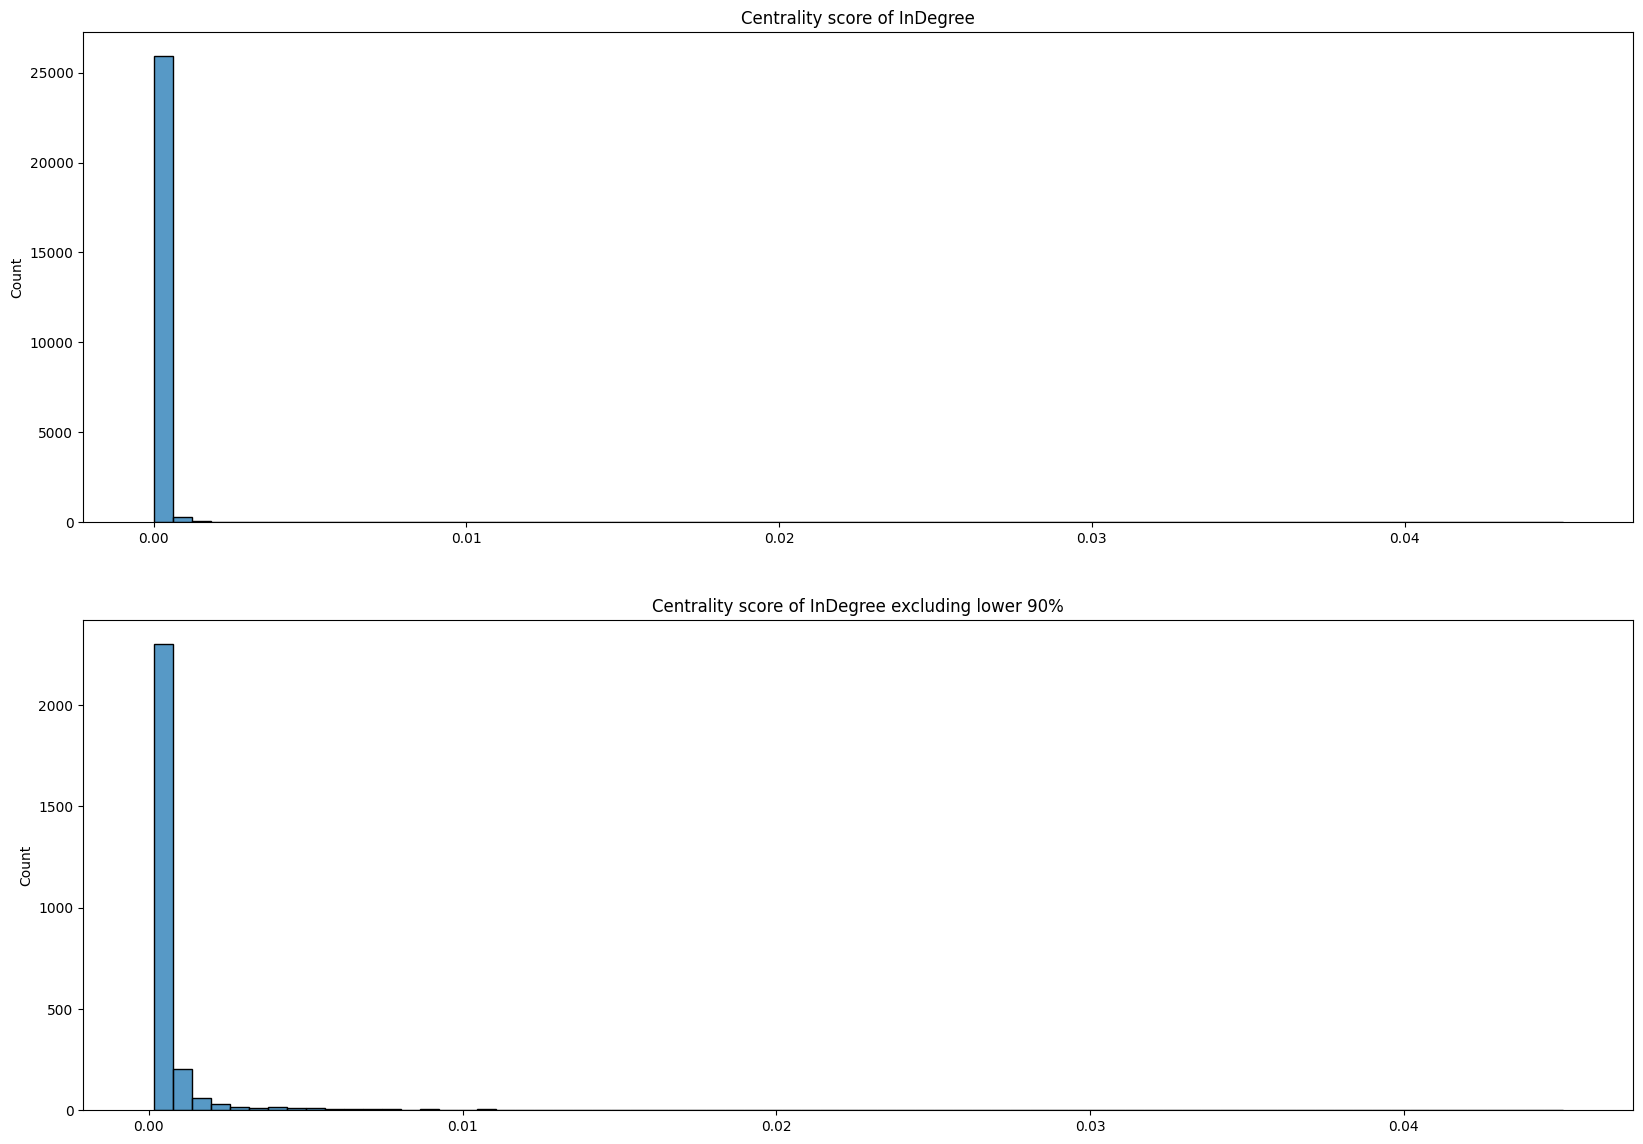 Centrality score of InDegree
25000
20000
15000
10000
5000
0
Count
0.00 0.01 0.02 0.03 0.04
Centrality score of InDegree excluding lower 90%
2000
1500
1000
500
0
Count
0.00 0.01 0.02 0.03 0.04